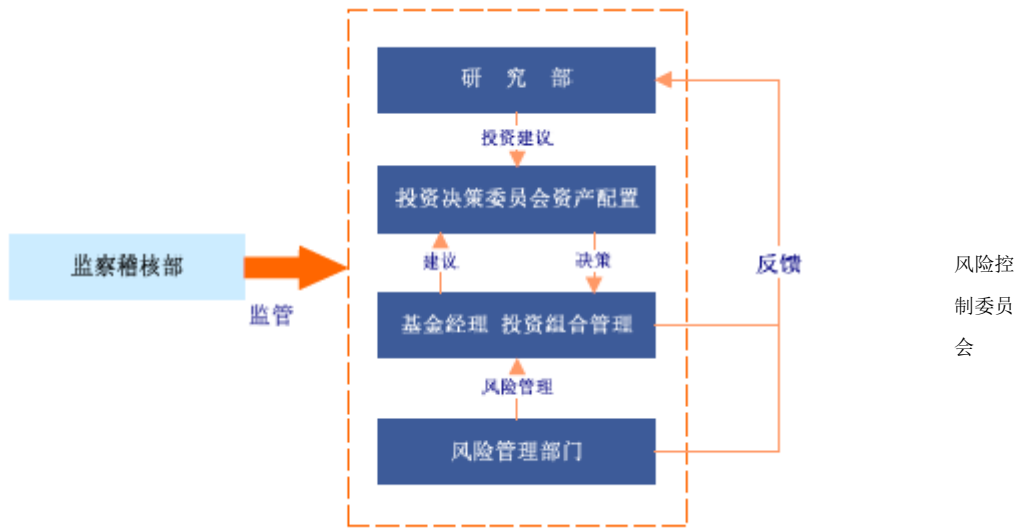 研 究 部
投资建议
投资决策委员会资产配置
监察稽核部
监管
建议
决策
反馈
风险控
制委员
会
基金经理 投资组合管理
风险管理
风险管理部门